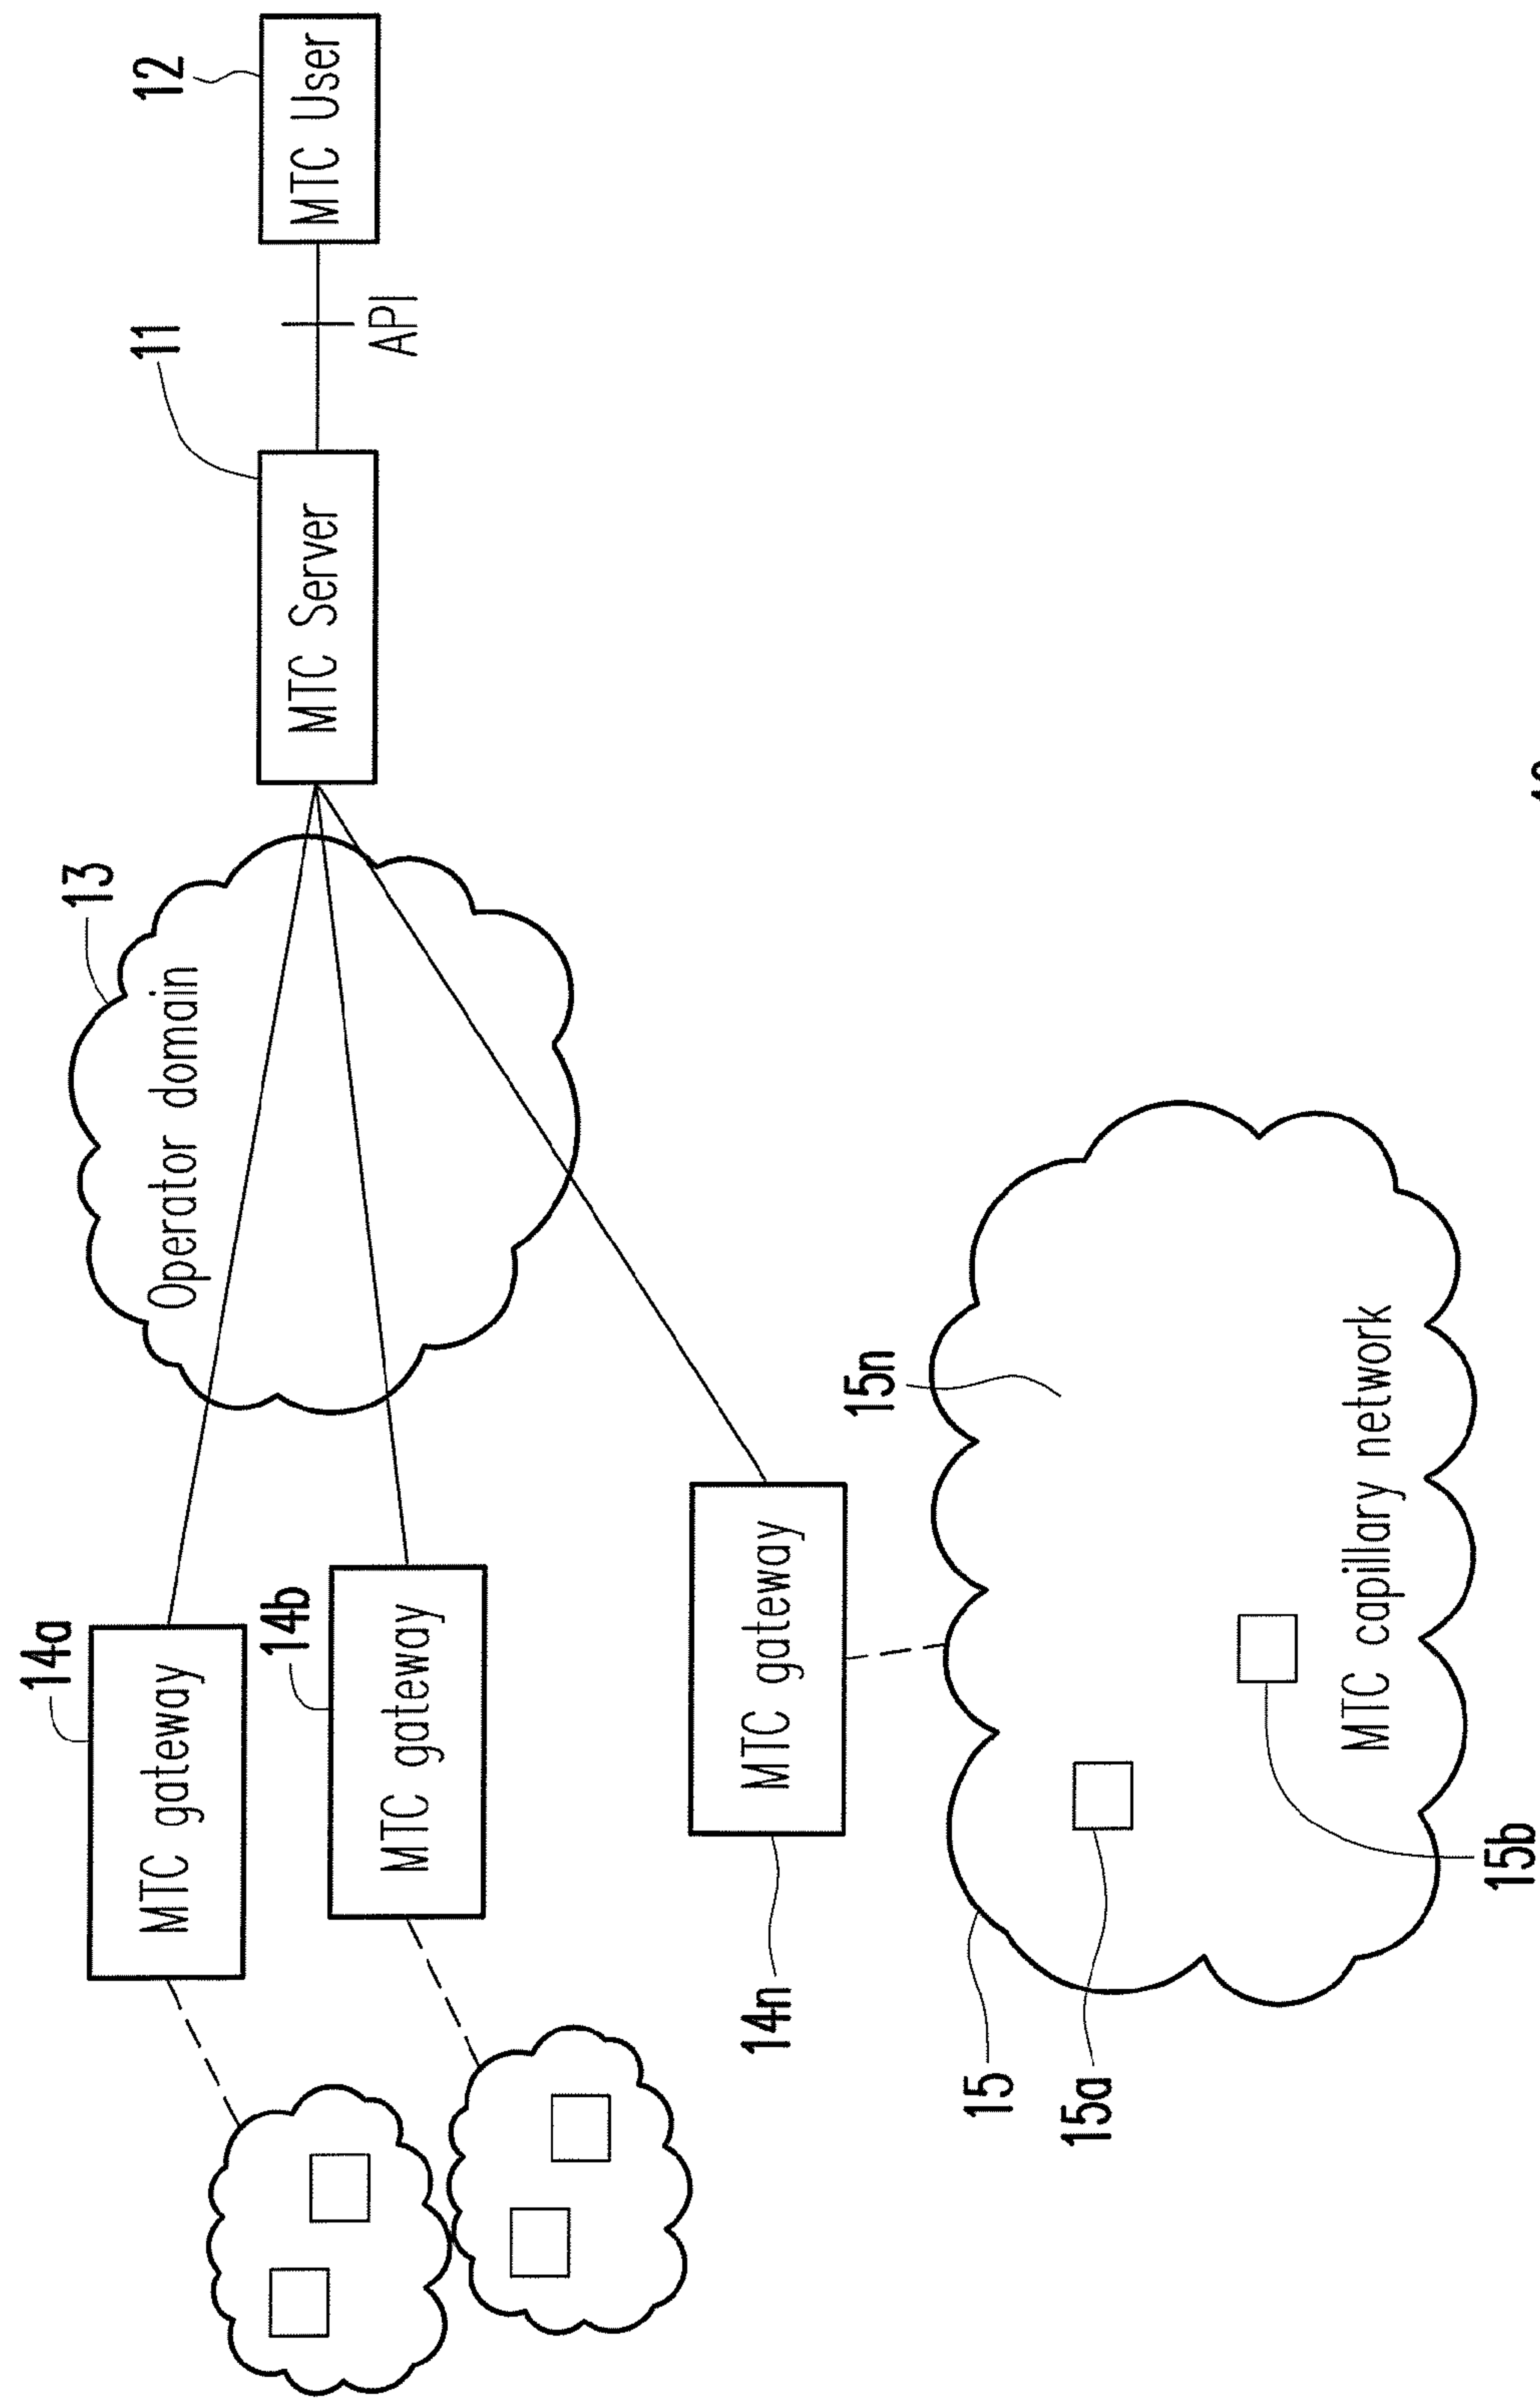 14a
MTC gateway
13
Operator domain
11
12
MTC Server
MTC User
API
14b
MTC gateway
14n
MTC gateway
15n
15
15a
15b
MTC capillary network